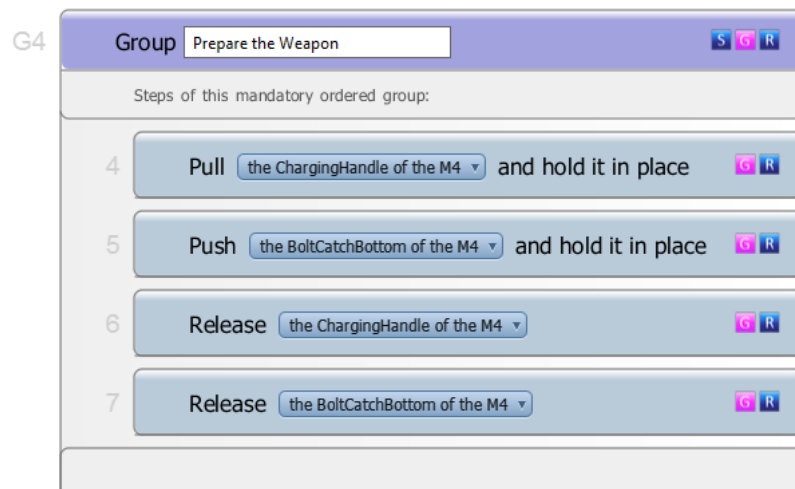 G4 Group Prepare the Weapon S G R
Steps of this mandatory ordered group:
4 Pull the ChargingHandle of the M4 and hold it in place G R
5 Push the BoltCatchBottom of the M4 and hold it in place G R
6 Release the ChargingHandle of the M4 G R
7 Release the BoltCatchBottom of the M4 G R